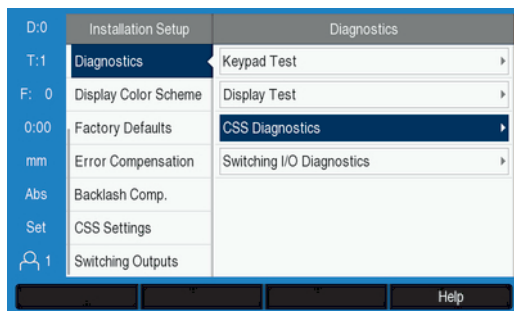 D:0 Installation Setup Diagnostics
T:1 Diagnostics Keypad Test
F: 0 Display Color Scheme Display Test
0:00 Factory Defaults CSS Diagnostics
mm Error Compensation Switching I/O Diagnostics
Abs Backlash Comp.
Set CSS Settings
1 Switching Outputs
Help